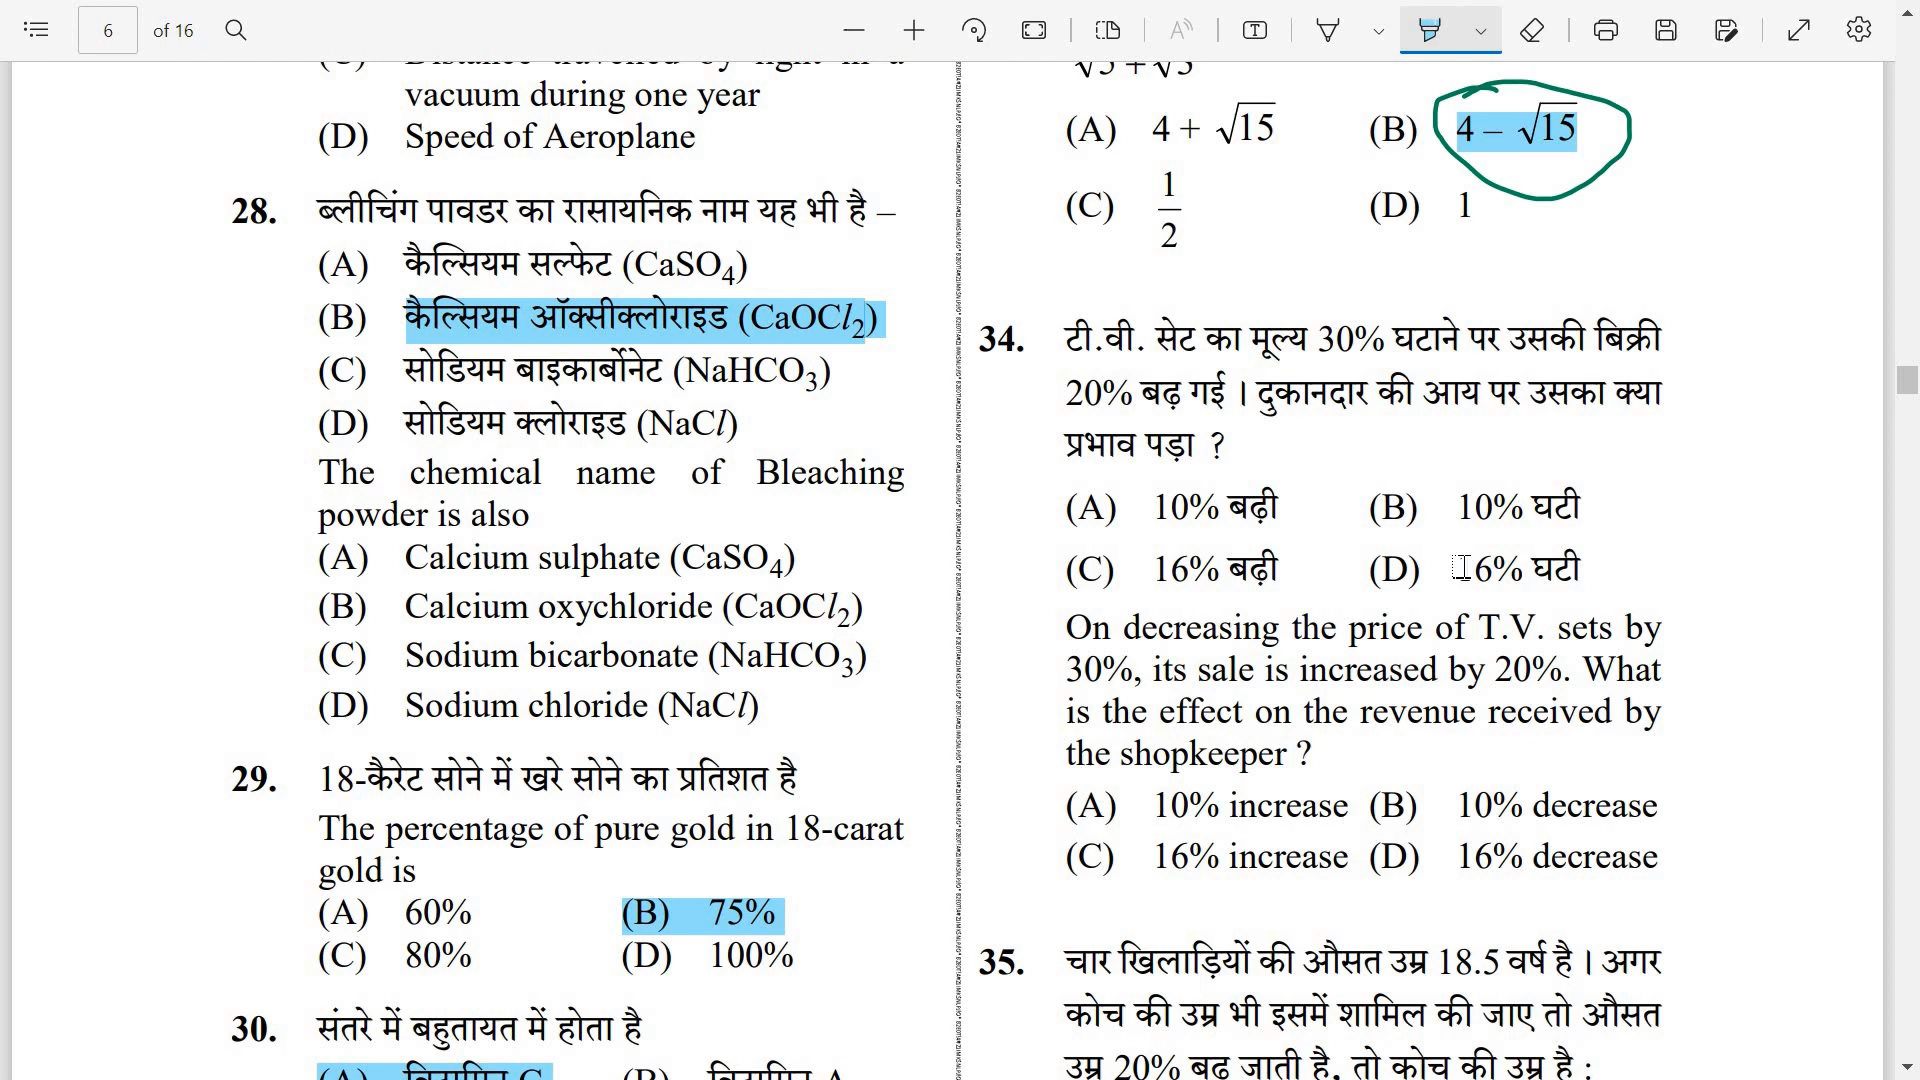 6 of 16
vacuum during one year
(D) Speed of Aeroplane
28. ब्लीचिंग पावडर का रासायनिक नाम यह भी है –
(A) कैल्सियम सल्फेट (CaSO4)
(B) कैल्सियम ऑक्सीक्लोराइड (CaOCl2)
(C) सोडियम बाइकार्बोनेट (NaHCO3)
(D) सोडियम क्लोराइड (NaCl)
The chemical name of Bleaching
powder is also
(A) Calcium sulphate (CaSO4)
(B) Calcium oxychloride (CaOCl2)
(C) Sodium bicarbonate (NaHCO3)
(D) Sodium chloride (NaCl)
29. 18-कैरेट सोने में खरे सोने का प्रतिशत है
The percentage of pure gold in 18-carat
gold is
(A) 60% (B) 75%
(C) 80% (D) 100%
30. संतरे में बहुतायत में होता है
(A) विटामिन C (B) विटामिन A
√5 + √3
(A) 4 + √15 (B) 4 – √15
(C) 1/2 (D) 1
34. टी.वी. सेट का मूल्य 30% घटाने पर उसकी बिक्री
20% बढ़ गई । दुकानदार की आय पर उसका क्या
प्रभाव पड़ा ?
(A) 10% बढ़ी (B) 10% घटी
(C) 16% बढ़ी (D) 6% घटी
On decreasing the price of T.V. sets by
30%, its sale is increased by 20%. What
is the effect on the revenue received by
the shopkeeper ?
(A) 10% increase (B) 10% decrease
(C) 16% increase (D) 16% decrease
35. चार खिलाड़ियों की औसत उम्र 18.5 वर्ष है । अगर
कोच की उम्र भी इसमें शामिल की जाए तो औसत
उम्र 20% बढ़ जाती है, तो कोच की उम्र है :